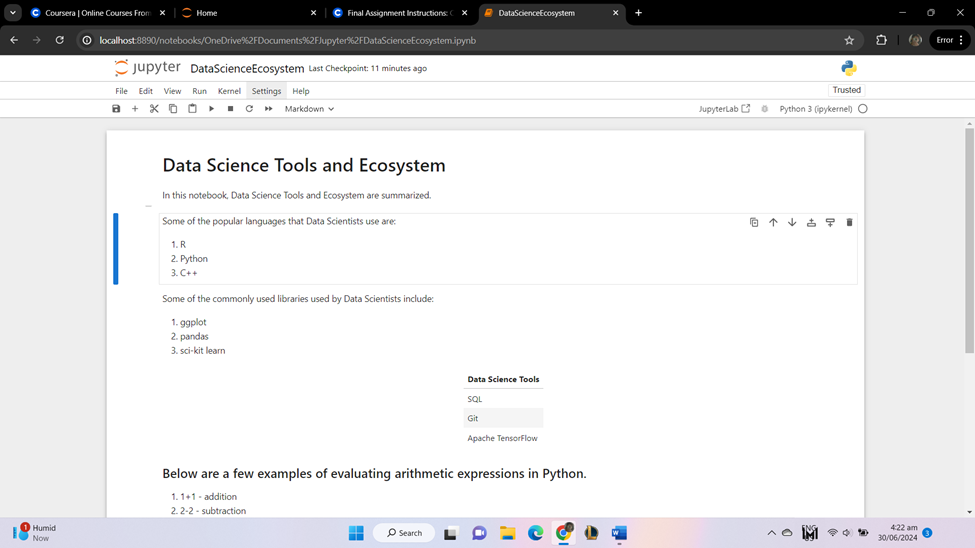 Coursera | Online Courses From
Home
Final Assignment Instructions: C
DataScienceEcosystem
localhost:8890/notebooks/OneDrive%2FDocuments%2FJupyter%2FDataScienceEcosystem.ipynb
Error
jupyter DataScienceEcosystem Last Checkpoint: 11 minutes ago
File Edit View Run Kernel Settings Help
Trusted
Markdown
JupyterLab
Python 3 (ipykernel)
Data Science Tools and Ecosystem
In this notebook, Data Science Tools and Ecosystem are summarized.
Some of the popular languages that Data Scientists use are:
1. R
2. Python
3. C++
Some of the commonly used libraries used by Data Scientists include:
1. ggplot
2. pandas
3. sci-kit learn
Data Science Tools
SQL
Git
Apache TensorFlow
Below are a few examples of evaluating arithmetic expressions in Python.
1. 1+1 - addition
2. 2-2 - subtraction
1
Humid
Now
Search
ENG
4:22 am
30/06/2024
3